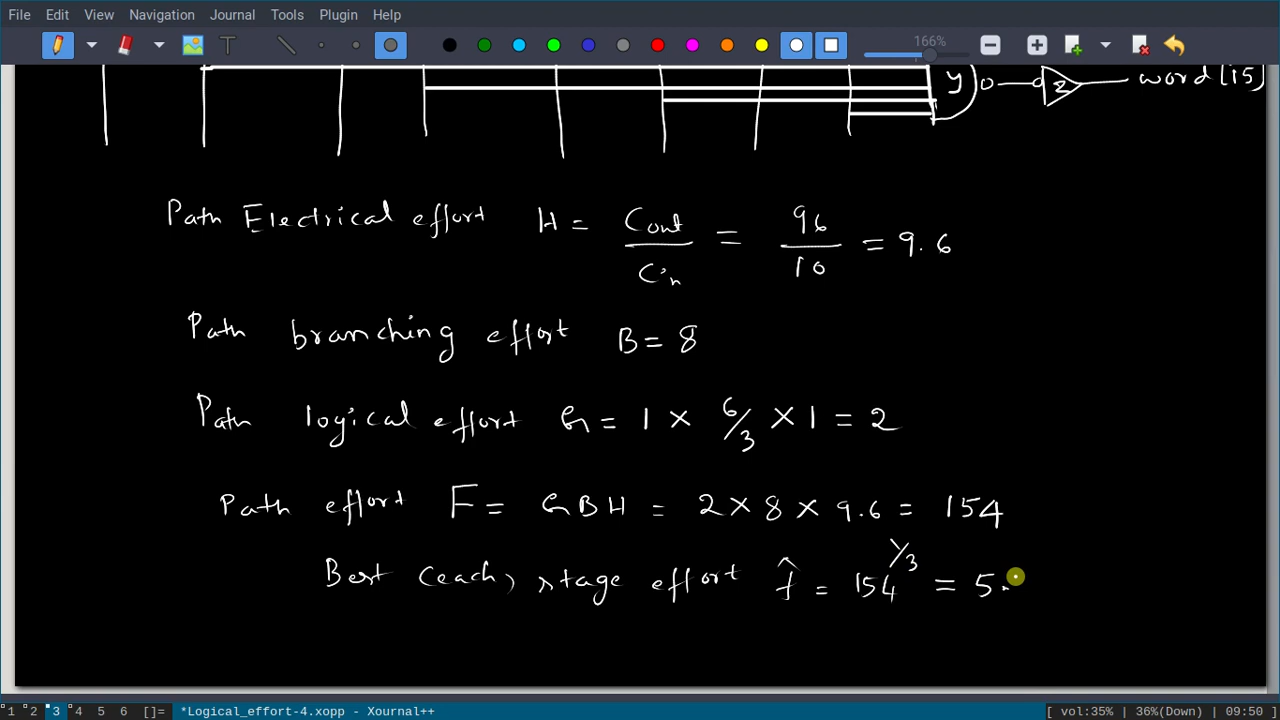 File Edit View Navigation Journal Tools Plugin Help
166%
y z word[15]
Path Electrical effort H = Cout / Cin = 96 / 10 = 9.6
Path branching effort B = 8
Path logical effort G = 1 × 6/3 × 1 = 2
Path effort F = GBH = 2 × 8 × 9.6 = 154
Best (each) stage effort f̂ = 154^1/3 = 5.
1 2 3 4 5 6 []= *Logical_effort-4.xopp - Xournal++ [ vol:35% | 36%(Down) | 09:50 ]